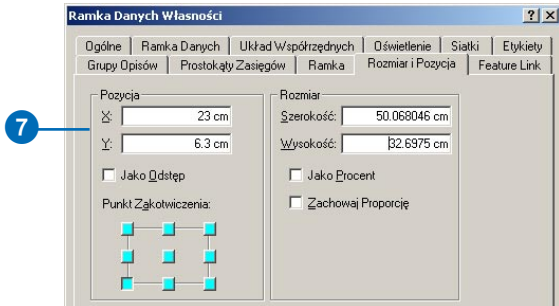 Ramka Danych Własności
Ogólne Ramka Danych Układ Współrzędnych Oświetlenie Siatki Etykiety
Grupy Opisów Prostokąty Zasięgów Ramka Rozmiar i Pozycja Feature Link
7
Pozycja
X: 23 cm
Y: 6.3 cm
Jako Odstęp
Punkt Zakotwiczenia:
Rozmiar
Szerokość: 50.068046 cm
Wysokość: 32.6975 cm
Jako Procent
Zachowaj Proporcję